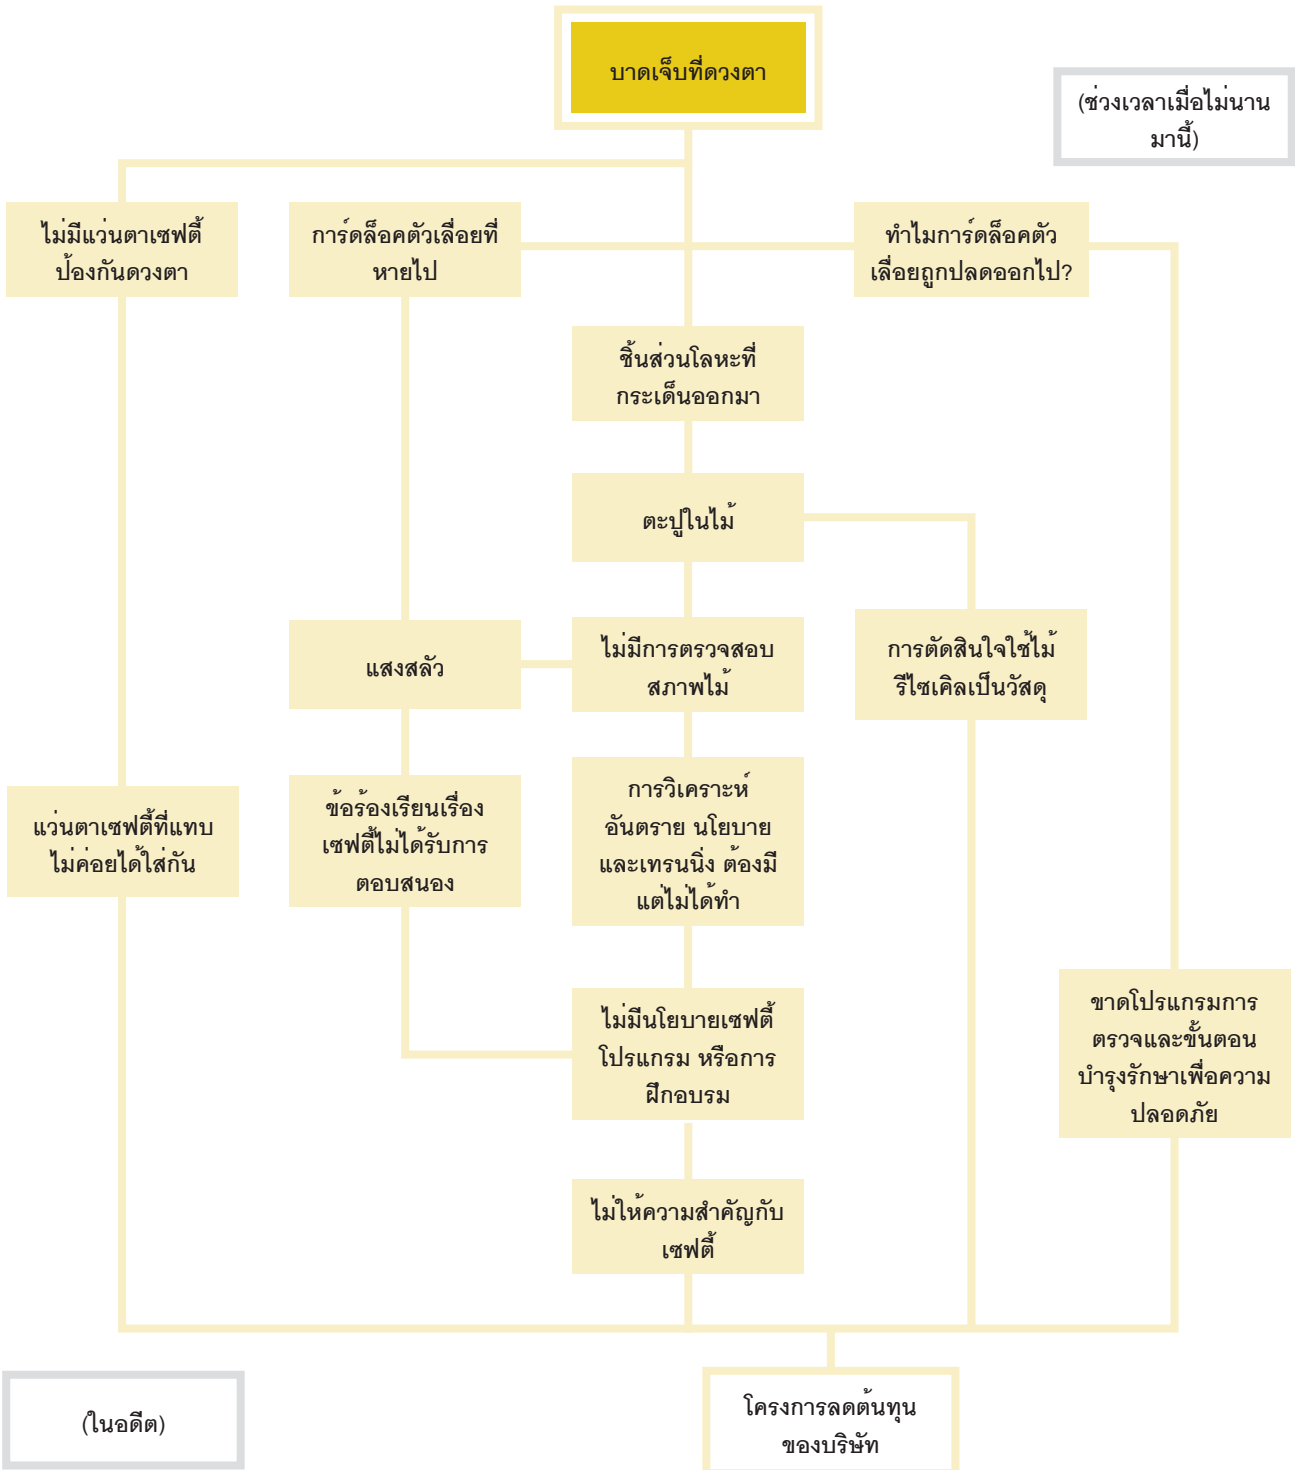 บาดเจ็บที่ดวงตา
(ช่วงเวลาเมื่อไม่นาน
มานี้)
ไม่มีแว่นตาเซฟตี้
ป้องกันดวงตา
การ์ดล็อคตัวเลื่อยที่
หายไป
ทำไมการ์ดล็อคตัว
เลื่อยถูกปลดออกไป?
ชิ้นส่วนโลหะที่
กระเด็นออกมา
ตะปูในไม้
แสงสลัว
ไม่มีการตรวจสอบ
สภาพไม้
การตัดสินใจใช้ไม้
รีไซเคิลเป็นวัสดุ
แว่นตาเซฟตี้ที่แทบ
ไม่ค่อยได้ใส่กัน
ข้อร้องเรียนเรื่อง
เซฟตี้ไม่ได้รับการ
ตอบสนอง
การวิเคราะห์
อันตราย นโยบาย
และเทรนนิ่ง ต้องมี
แต่ไม่ได้ทำ
ไม่มีนโยบายเซฟตี้
โปรแกรม หรือการ
ฝึกอบรม
ขาดโปรแกรมการ
ตรวจและขั้นตอน
บำรุงรักษาเพื่อความ
ปลอดภัย
ไม่ให้ความสำคัญกับ
เซฟตี้
(ในอดีต)
โครงการลดต้นทุน
ของบริษัท